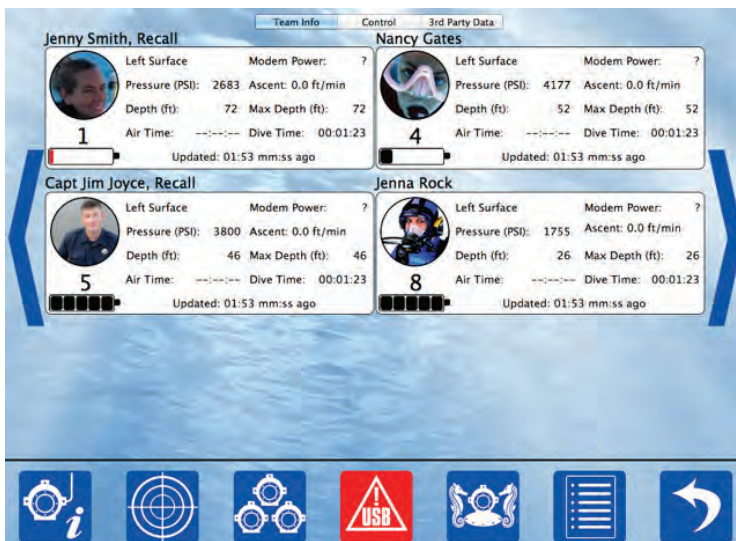 Team Info Control 3rd Party Data
Jenny Smith, Recall
Left Surface Modem Power: ?
Pressure (PSI): 2683 Ascent: 0.0 ft/min
Depth (ft): 72 Max Depth (ft): 72
1 Air Time: --:--:-- Dive Time: 00:01:23
Updated: 01:53 mm:ss ago
Nancy Gates
Left Surface Modem Power: ?
Pressure (PSI): 4177 Ascent: 0.0 ft/min
Depth (ft): 52 Max Depth (ft): 52
4 Air Time: --:--:-- Dive Time: 00:01:23
Updated: 01:53 mm:ss ago
Capt Jim Joyce, Recall
Left Surface Modem Power: ?
Pressure (PSI): 3800 Ascent: 0.0 ft/min
Depth (ft): 46 Max Depth (ft): 46
5 Air Time: --:--:-- Dive Time: 00:01:23
Updated: 01:53 mm:ss ago
Jenna Rock
Left Surface Modem Power: ?
Pressure (PSI): 1755 Ascent: 0.0 ft/min
Depth (ft): 26 Max Depth (ft): 26
8 Air Time: --:--:-- Dive Time: 00:01:23
Updated: 01:53 mm:ss ago
i
!
USB